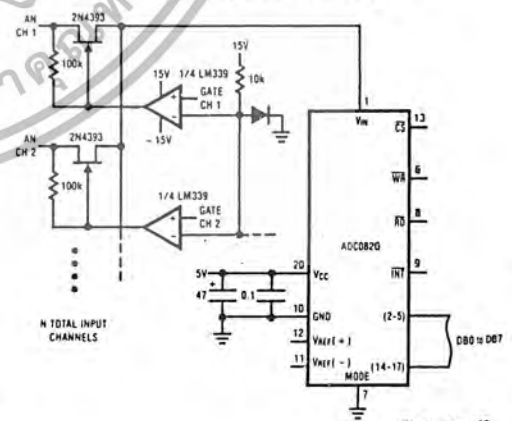 AN
CH 1
2N4393
100k
15V
1/4 LM339
GATE
CH 1
- 15V
15V
10k
AN
CH 2
2N4393
100k
1/4 LM339
GATE
CH 2
N TOTAL INPUT
CHANNELS
5V
47
0.1
1
VIN
13
CS
6
WR
8
RD
ADC0820
9
INT
20
VCC
10
GND
12
VREF(+)
11
VREF(-)
MODE
7
(2-5)
(14-17)
DB0 to DB7